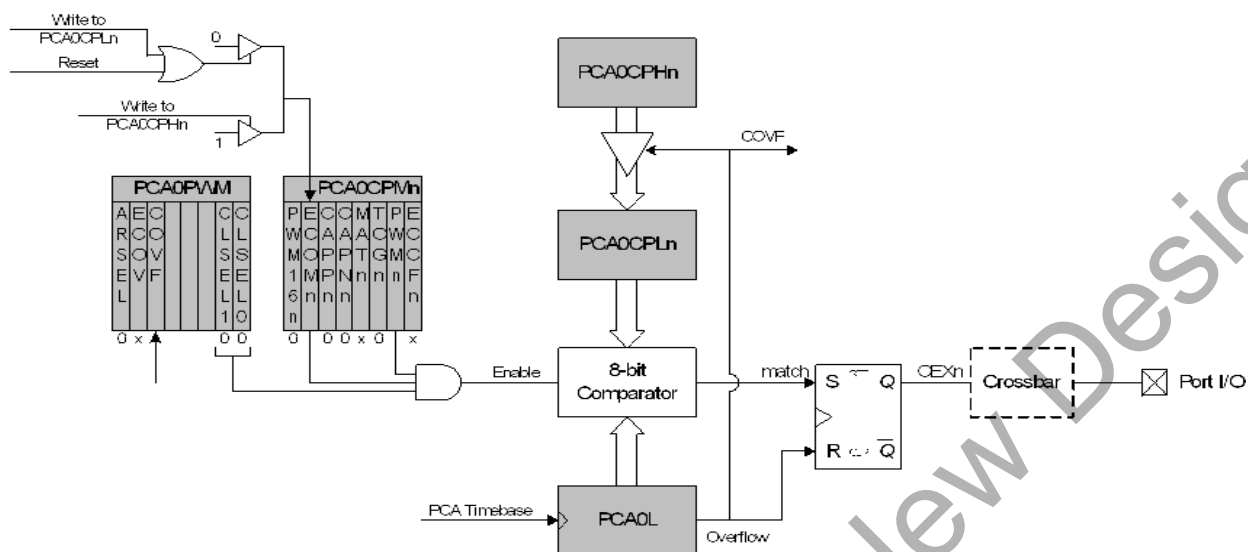 Write to
PCA0CPLn
Reset
0
Write to
PCA0CPHn
1
PCA0CPHn
COVF
PCA0PWM
ARSEL
ECOV
COVF
CLSEL1
CLSEL0
0 x 0 0
PCA0CPMn
PWM16n
ECOMn
CAPPn
CAPNn
MATn
TOGn
PWMn
ECCFn
0 0 0 x 0 x
PCA0CPLn
Enable
8-bit
Comparator
match
S Q
R Q
CEXn
Crossbar
Port I/O
PCA Timebase
PCA0L
Overflow
ew Desig